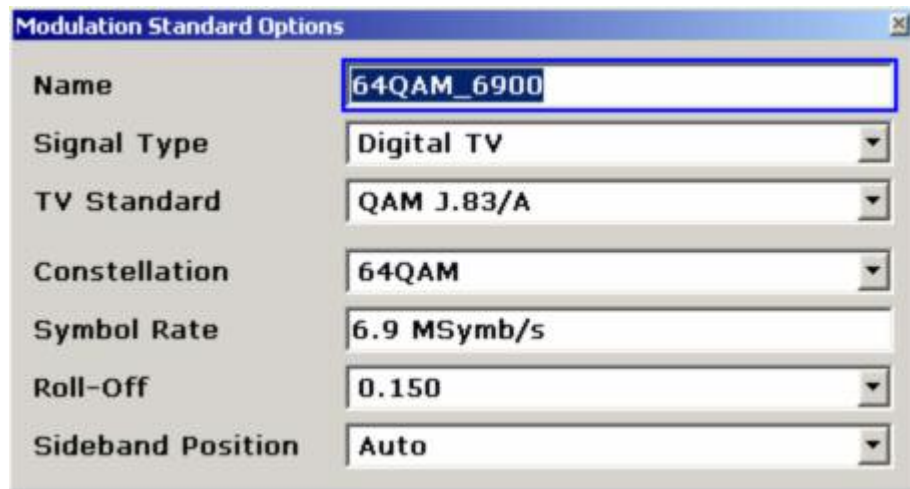 Modulation Standard Options
Name 64QAM_6900
Signal Type Digital TV
TV Standard QAM J.83/A
Constellation 64QAM
Symbol Rate 6.9 MSymb/s
Roll-Off 0.150
Sideband Position Auto